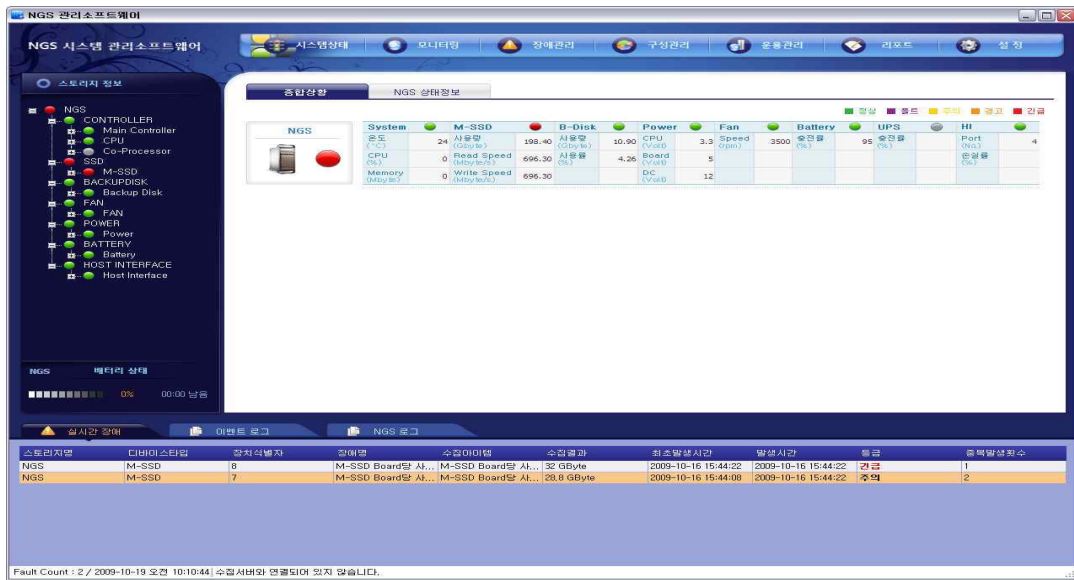 NGS 관리소프트웨어
NGS 시스템 관리소프트웨어
시스템상태
모니터링
장애관리
구성관리
운용관리
리포트
설 정
스토리지 정보
NGS
CONTROLLER
Main Controller
CPU
Co-Processor
SSD
M-SSD
BACKUPDISK
Backup Disk
FAN
FAN
POWER
Power
BATTERY
Battery
HOST INTERFACE
Host Interface
NGS 배터리 상태
0% 00:00 남음
종합상황 NGS 상태정보
정상 폴트 주의 경고 긴급
NGS
System M-SSD B-Disk Power Fan Battery UPS HI
온도 (°C) 24 사용량 (Gbyte) 198.40 사용량 (Gbyte) 10.90 CPU (Volt) 3.3 Speed (rpm) 3500 충전률 (%) 95 충전률 (%) Port (No.) 4
CPU (%) 0 Read Speed (Mbyte/s) 696.30 사용률 (%) 4.26 Board (Volt) 5 손실률 (%)
Memory (Mbyte) 0 Write Speed (Mbyte/s) 696.30 DC (Volt) 12
실시간 장애 이벤트 로그 NGS 로그
스토리지명 디바이스타입 장치식별자 장애명 수집아이템 수집결과 최초발생시간 발생시간 등급 중복발생횟수
NGS M-SSD 8 M-SSD Board당 사... M-SSD Board당 사... 32 GByte 2009-10-16 15:44:22 2009-10-16 15:44:22 긴급 1
NGS M-SSD 7 M-SSD Board당 사... M-SSD Board당 사... 28.8 GByte 2009-10-16 15:44:08 2009-10-16 15:44:22 주의 2
Fault Count : 2 / 2009-10-19 오전 10:10:44 수집서버와 연결되어 있지 않습니다.